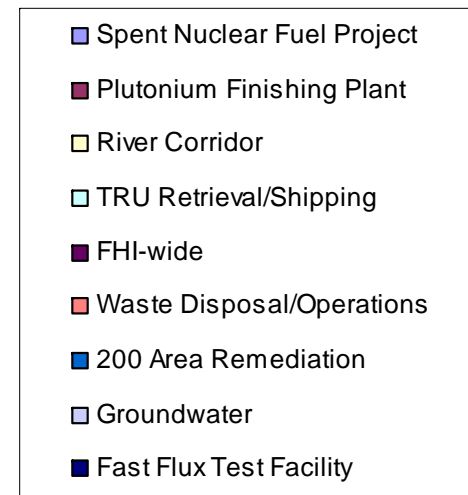 Spent Nuclear Fuel Project
Plutonium Finishing Plant
River Corridor
TRU Retrieval/Shipping
FHI-wide
Waste Disposal/Operations
200 Area Remediation
Groundwater
Fast Flux Test Facility